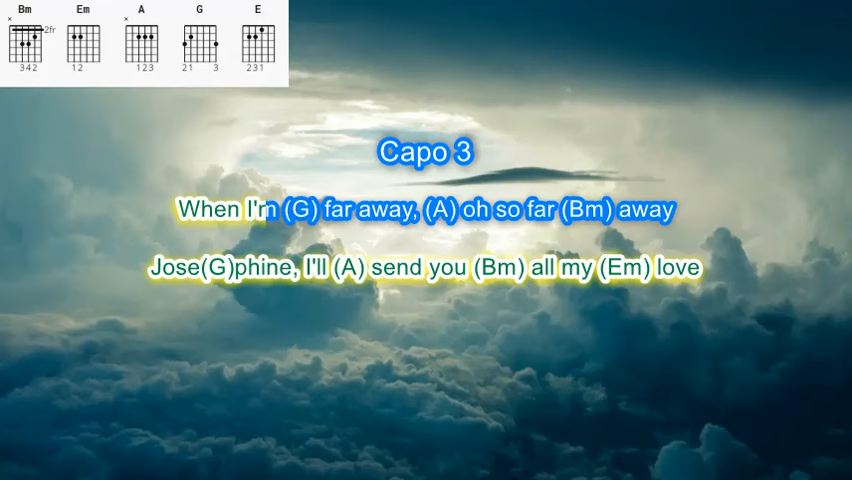 Bm Em A G E
× ×
2fr
342 12 123 21 3 231
Capo 3
When I'm (G) far away, (A) oh so far (Bm) away
Jose(G)phine, I'll (A) send you (Bm) all my (Em) love